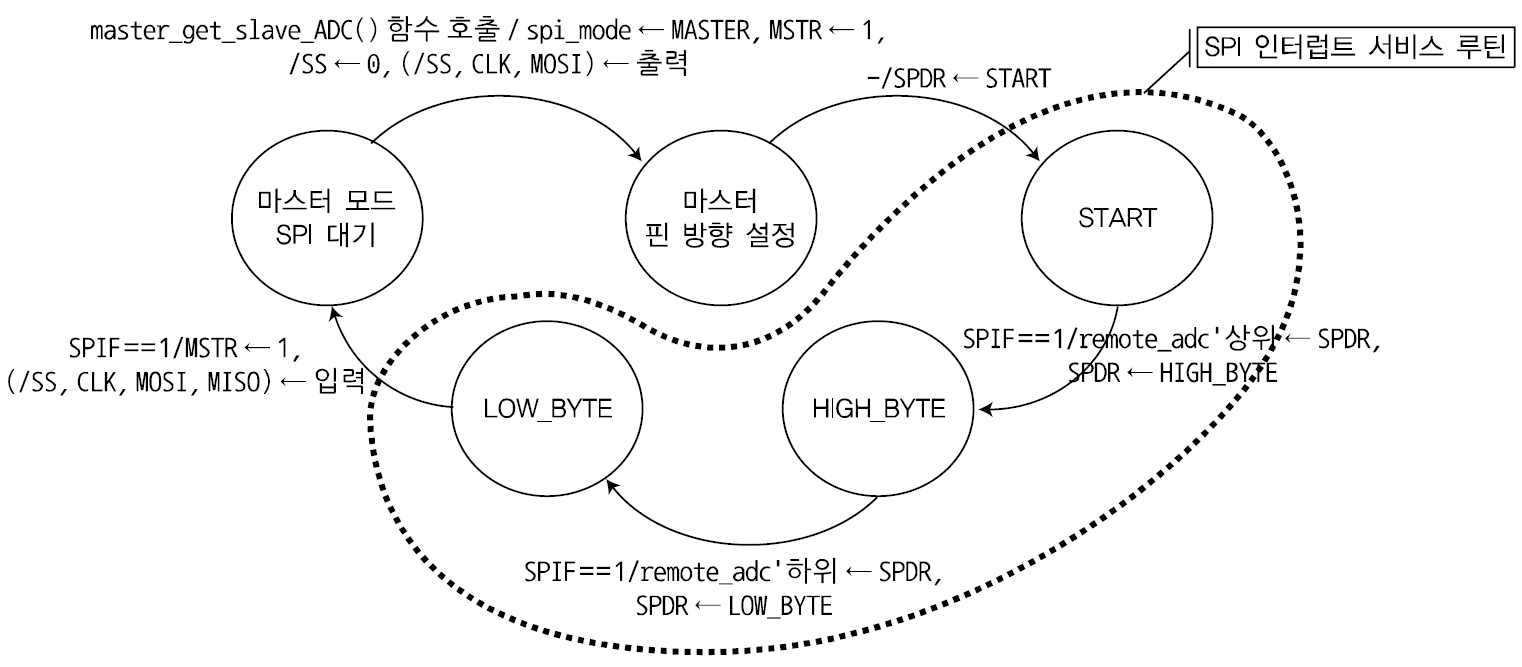 master_get_slave_ADC() 함수 호출 / spi_mode ← MASTER, MSTR ← 1,
/SS ← 0, (/SS, CLK, MOSI) ← 출력
SPI 인터럽트 서비스 루틴
-/SPDR ← START
마스터 모드
SPI 대기
마스터
핀 방향 설정
START
SPIF==1/remote_adc'상위 ← SPDR,
SPDR ← HIGH_BYTE
SPIF==1/MSTR ← 1,
(/SS, CLK, MOSI, MISO) ← 입력
LOW_BYTE
HIGH_BYTE
SPIF==1/remote_adc'하위 ← SPDR,
SPDR ← LOW_BYTE